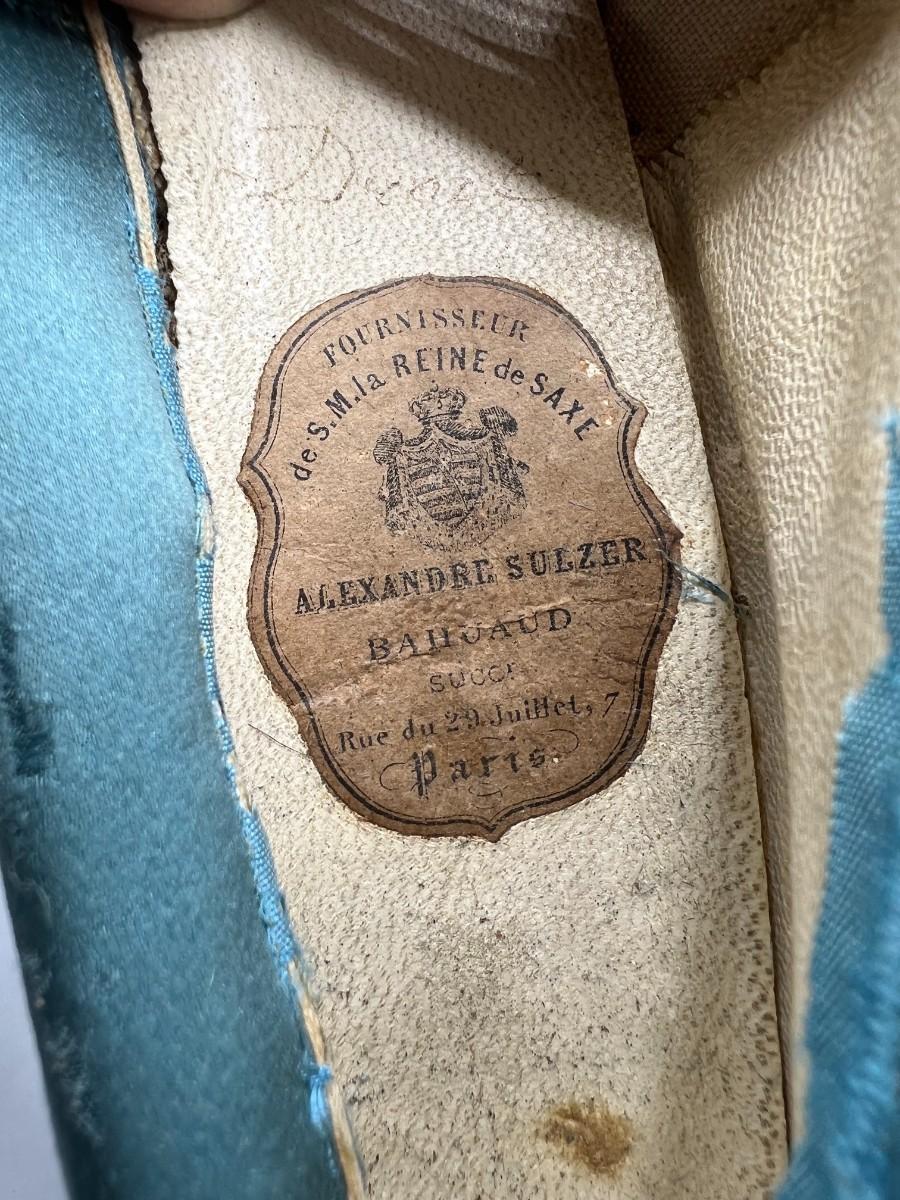 FOURNISSEUR
de S.M. la REINE de SAXE
ALEXANDRE SULZER
BAHUAUD
SUCCR
Rue du 29 Juillet, 7
Paris.